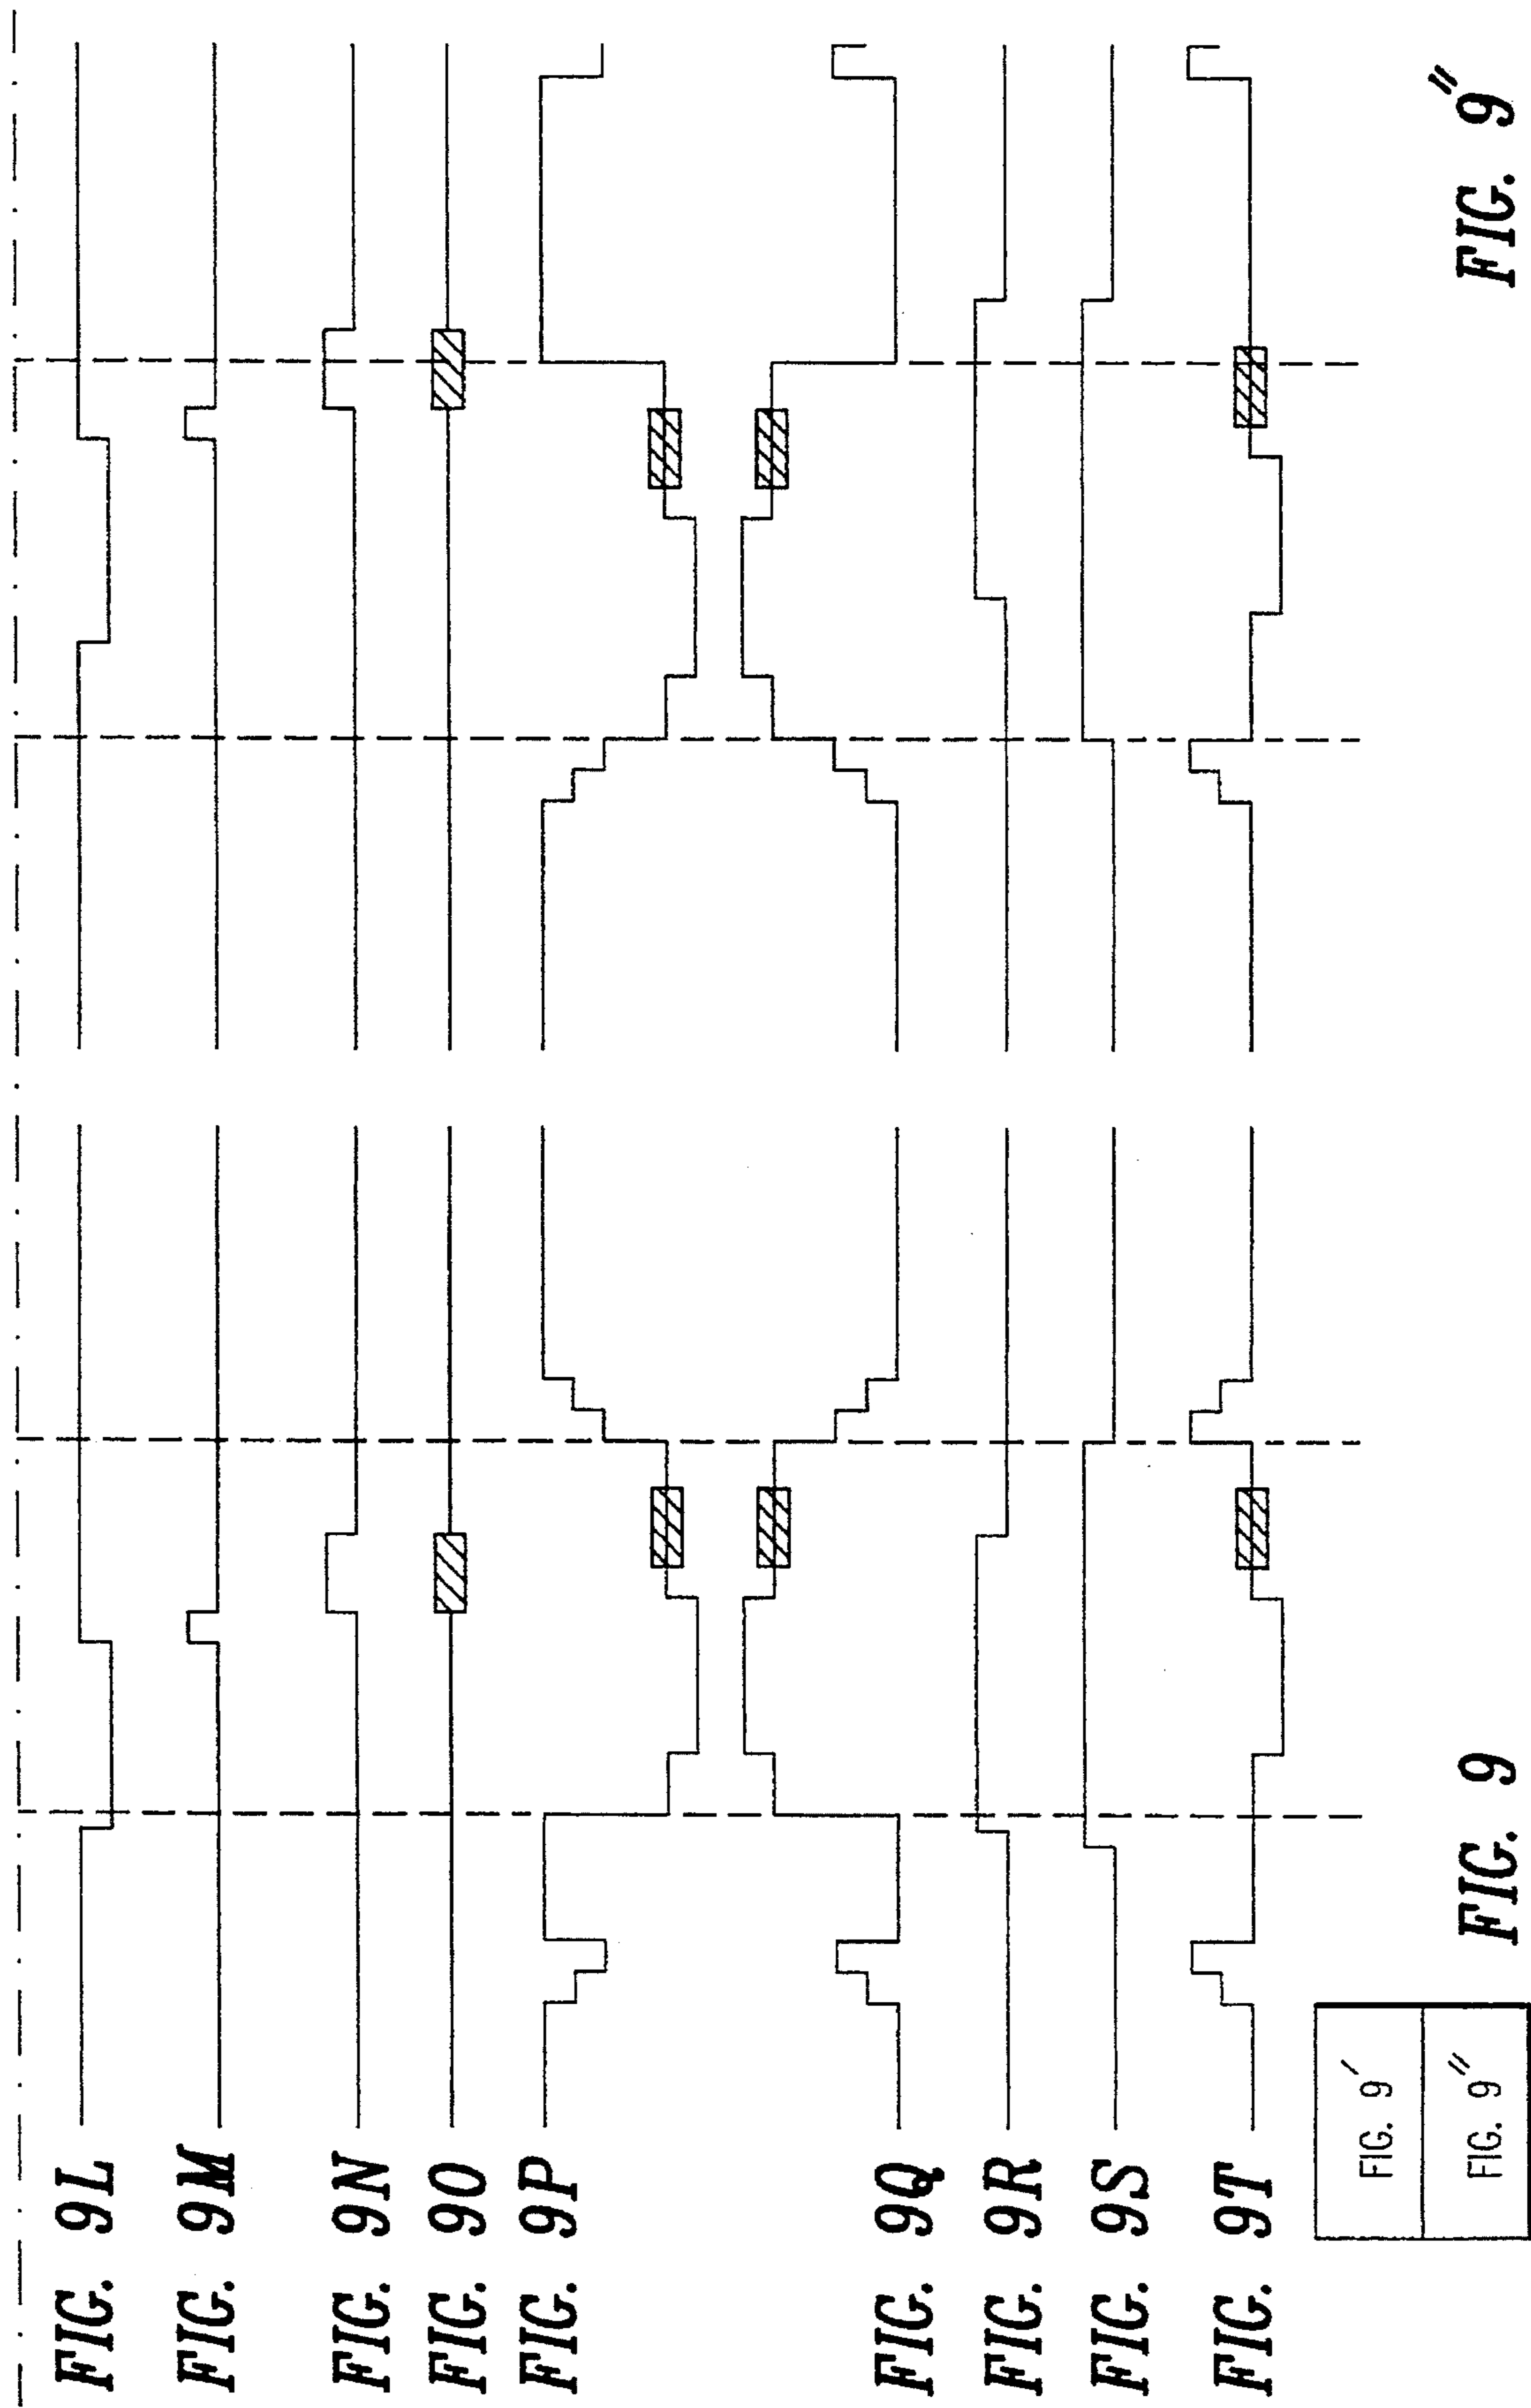 FIG. 9L
FIG. 9M
FIG. 9N
FIG. 9O
FIG. 9P
FIG. 9Q
FIG. 9R
FIG. 9S
FIG. 9T
FIG. 9′
FIG. 9″
FIG. 9
FIG. 9″